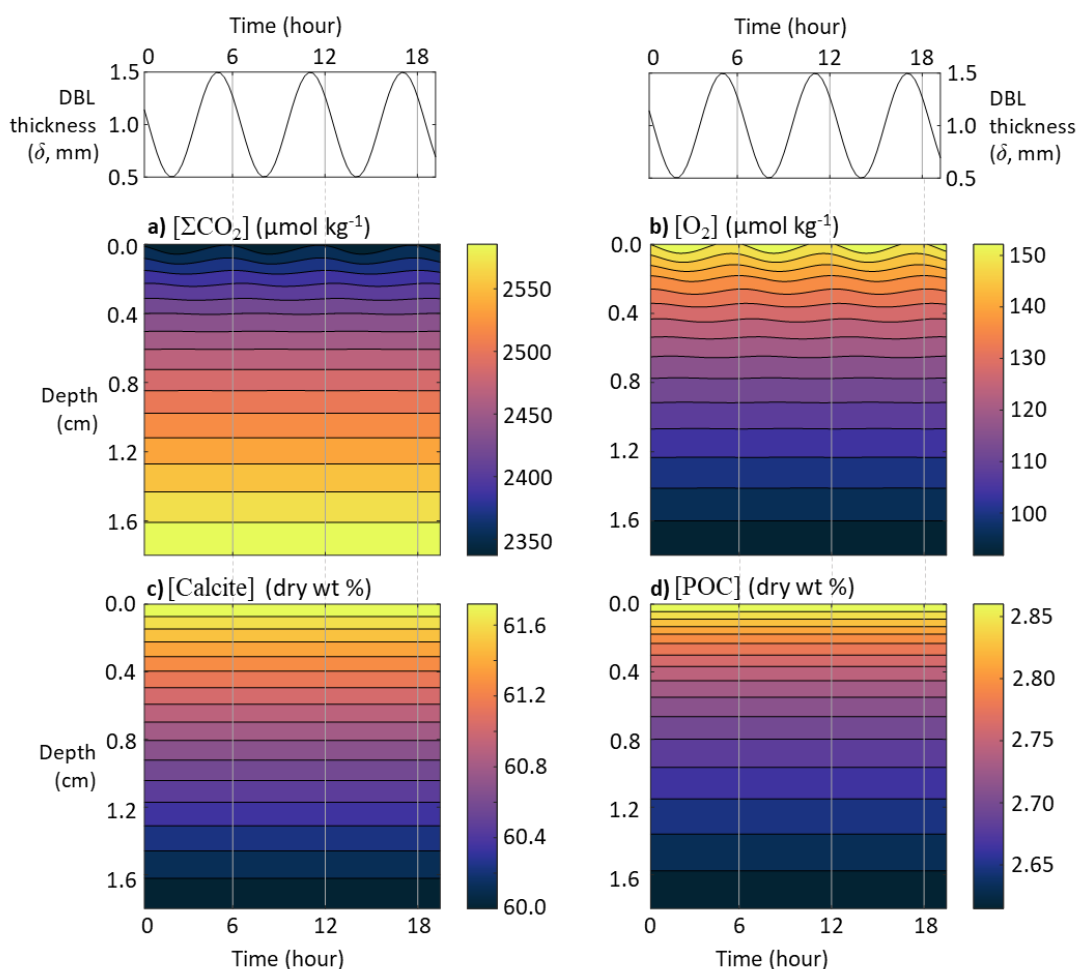 Time (hour)
0 6 12 18
1.5
1.0
0.5
DBL
thickness
(δ, mm)
Time (hour)
0 6 12 18
1.5
1.0
0.5
DBL
thickness
(δ, mm)
a) [ΣCO₂] (μmol kg⁻¹)
0.0
0.4
0.8
1.2
1.6
Depth
(cm)
2550
2500
2450
2400
2350
b) [O₂] (μmol kg⁻¹)
0.0
0.4
0.8
1.2
1.6
150
140
130
120
110
100
c) [Calcite] (dry wt %)
0.0
0.4
0.8
1.2
1.6
Depth
(cm)
61.6
61.2
60.8
60.4
60.0
0 6 12 18
Time (hour)
d) [POC] (dry wt %)
0.0
0.4
0.8
1.2
1.6
2.85
2.80
2.75
2.70
2.65
0 6 12 18
Time (hour)